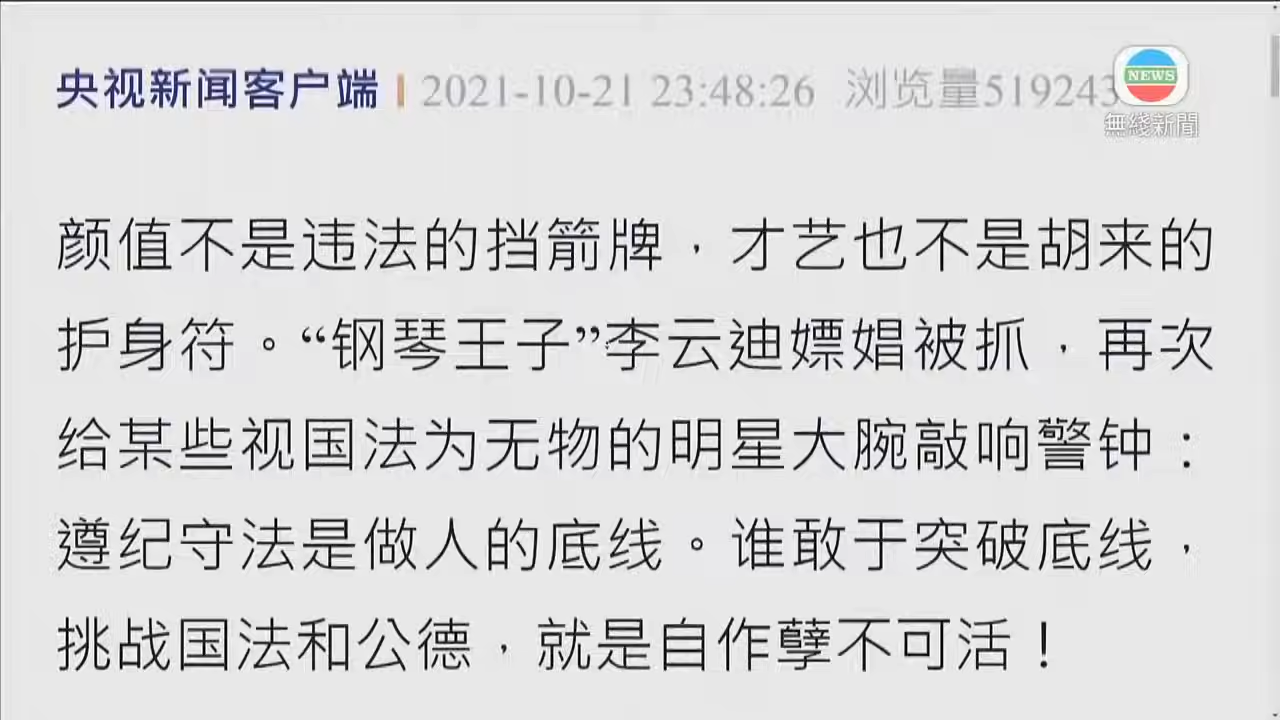 央视新闻客户端 | 2021-10-21 23:48:26 浏览量519243
NEWS
無綫新聞
颜值不是违法的挡箭牌，才艺也不是胡来的
护身符。“钢琴王子”李云迪嫖娼被抓，再次
给某些视国法为无物的明星大腕敲响警钟：
遵纪守法是做人的底线。谁敢于突破底线，
挑战国法和公德，就是自作孽不可活！